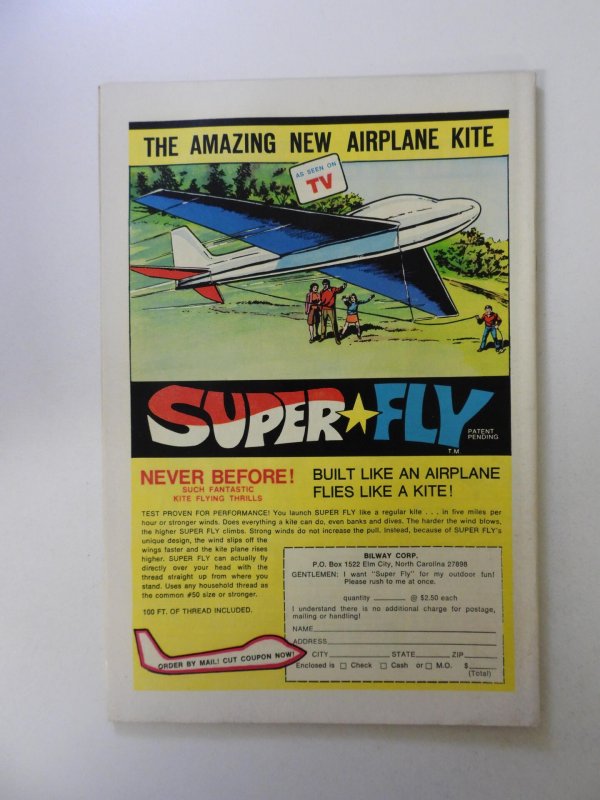 THE AMAZING NEW AIRPLANE KITE
AS SEEN ON
TV
SUPER FLY
PATENT
PENDING
TM
NEVER BEFORE!
SUCH FANTASTIC
KITE FLYING THRILLS
BUILT LIKE AN AIRPLANE
FLIES LIKE A KITE!
TEST PROVEN FOR PERFORMANCE! You launch SUPER FLY like a regular kite . . . in five miles per
hour or stronger winds. Does everything a kite can do, even banks and dives. The harder the wind blows,
the higher SUPER FLY climbs. Strong winds do not increase the pull. Instead, because of SUPER FLY's
unique design, the wind slips off the
wings faster and the kite plane rises
higher. SUPER FLY can actually fly
directly over your head with the
thread straight up from where you
stand. Uses any household thread as
the common #50 size or stronger.
100 FT. OF THREAD INCLUDED.
ORDER BY MAIL! CUT COUPON NOW!
BILWAY CORP.
P.O. Box 1522 Elm City, North Carolina 27898
GENTLEMEN: I want "Super Fly" for my outdoor fun!
Please rush to me at once.
quantity ______ @ $2.50 each
I understand there is no additional charge for postage,
mailing or handling!
NAME
ADDRESS
CITY STATE ZIP
Enclosed is □ Check □ Cash or □ M.O. $
(Total)